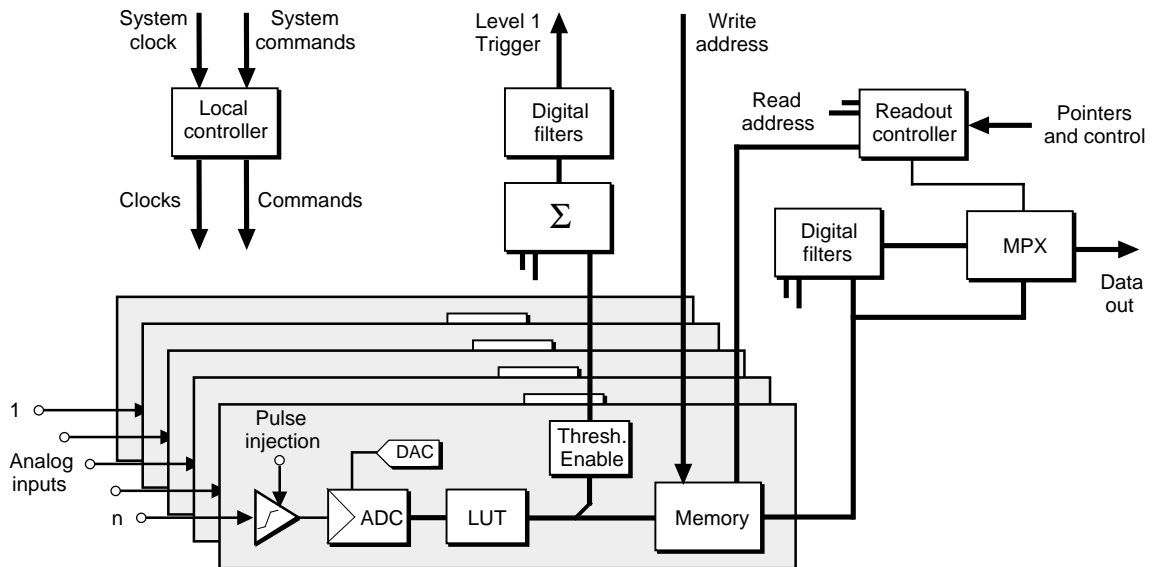 System
clock
System
commands
Level 1
Trigger
Write
address
Local
controller
Digital
filters
Read
address
Readout
controller
Pointers
and control
Clocks
Commands
Σ
Digital
filters
MPX
Data
out
1
Analog
inputs
n
Pulse
injection
DAC
Thresh.
Enable
ADC
LUT
Memory